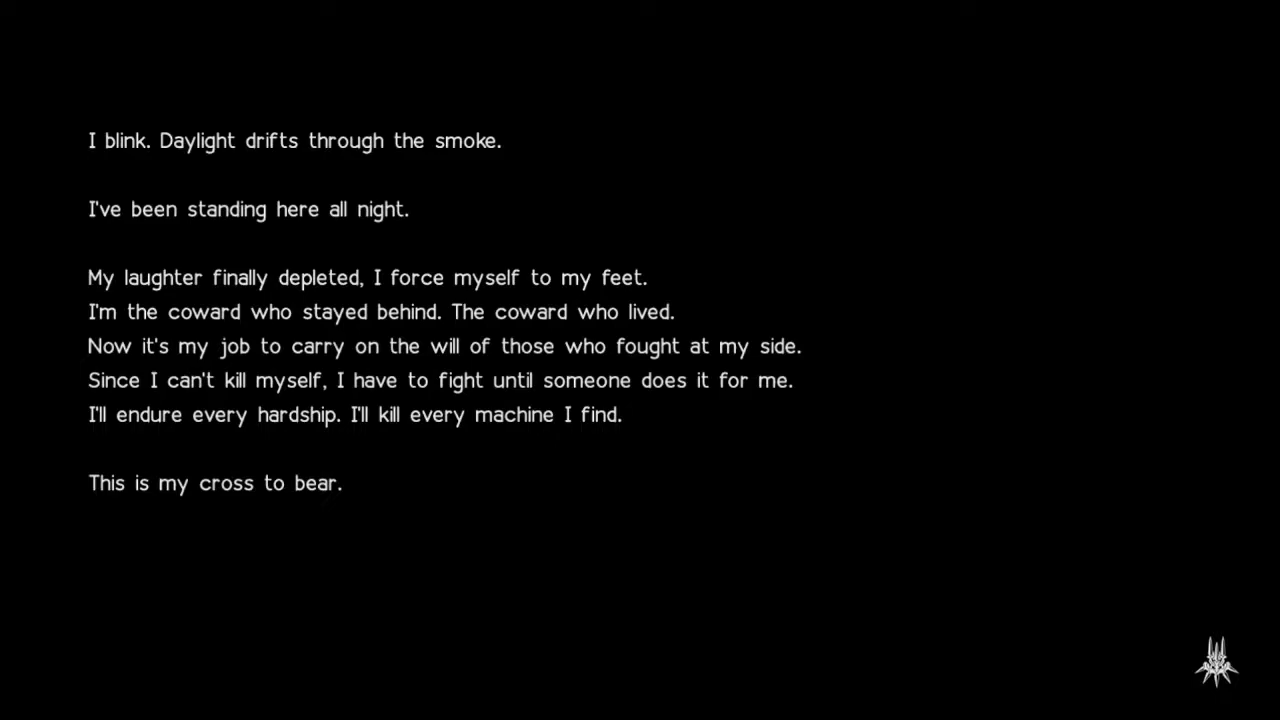 I blink. Daylight drifts through the smoke.
I've been standing here all night.
My laughter finally depleted, I force myself to my feet.
I'm the coward who stayed behind. The coward who lived.
Now it's my job to carry on the will of those who fought at my side.
Since I can't kill myself, I have to fight until someone does it for me.
I'll endure every hardship. I'll kill every machine I find.
This is my cross to bear.